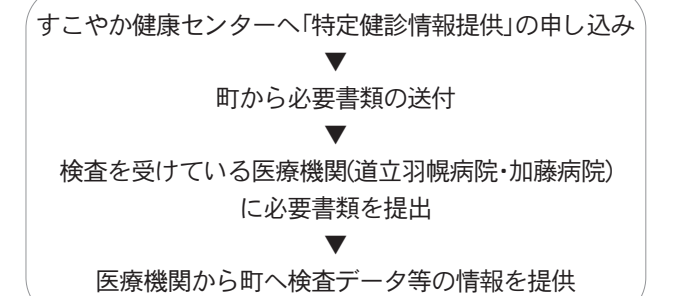 すこやか健康センターへ「特定健診情報提供」の申し込み
▼
町から必要書類の送付
▼
検査を受けている医療機関(道立羽幌病院・加藤病院)
に必要書類を提出
▼
医療機関から町へ検査データ等の情報を提供